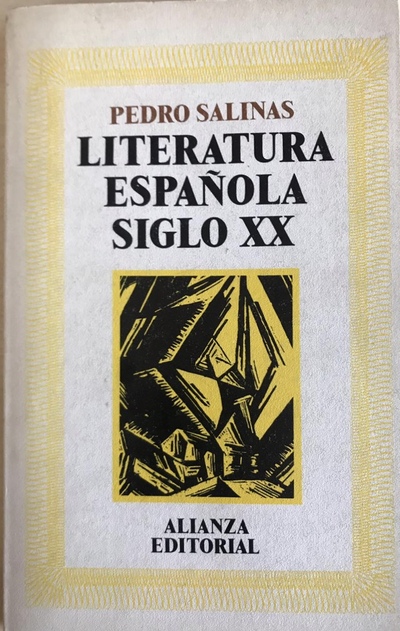 PEDRO SALINAS
LITERATURA
ESPAÑOLA
SIGLO XX
ALIANZA
EDITORIAL